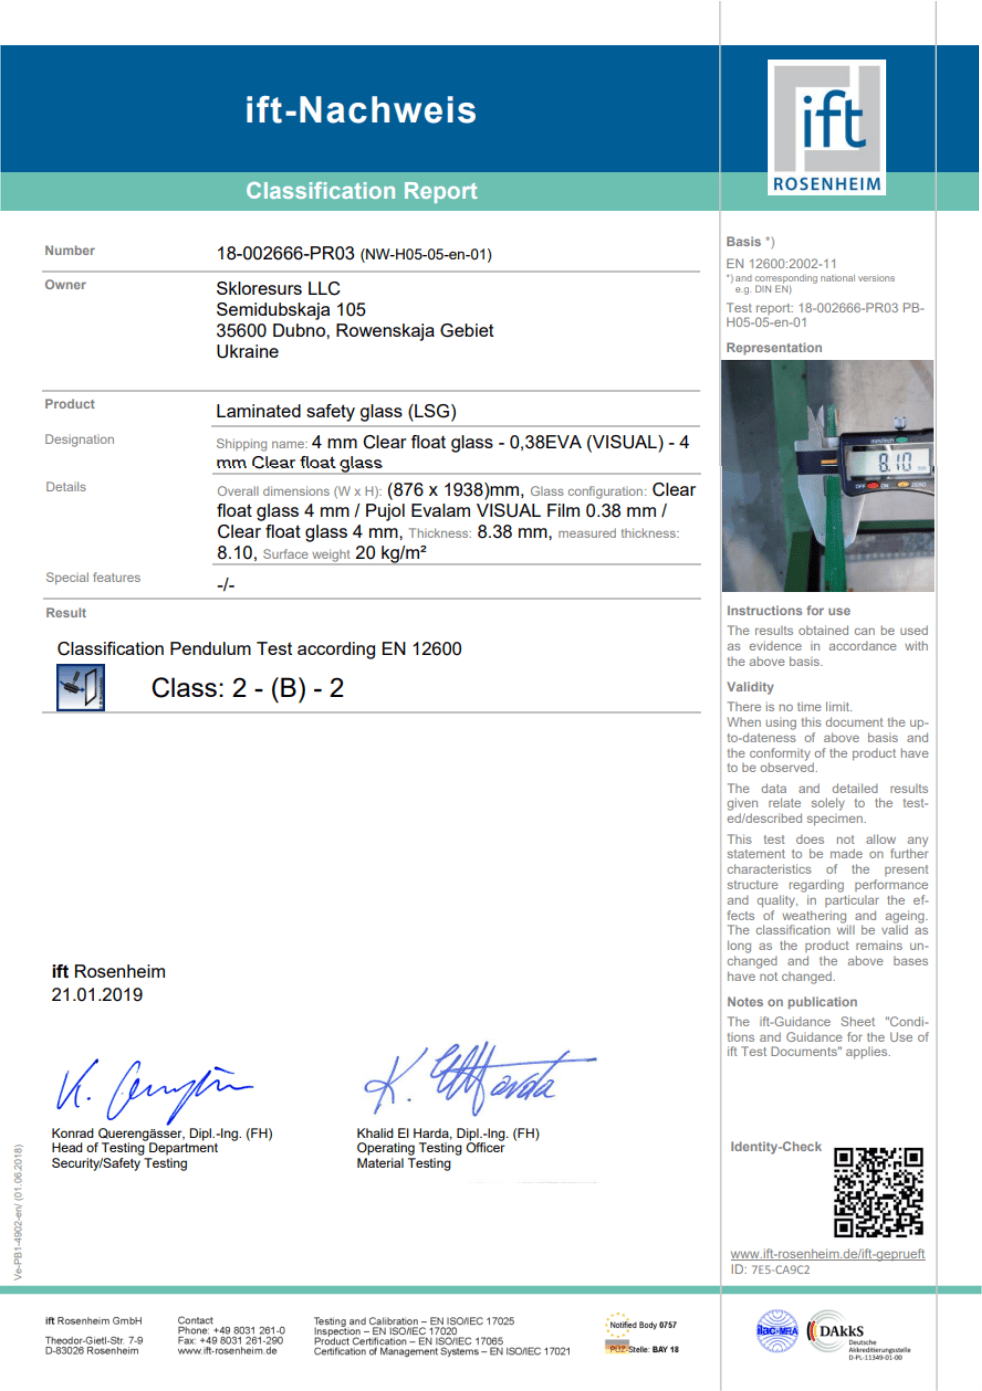 ift-Nachweis
Classification Report
ift
ROSENHEIM
Number
18-002666-PR03 (NW-H05-05-en-01)
Owner
Skloresurs LLC
Semidubskaja 105
35600 Dubno, Rowenskaja Gebiet
Ukraine
Product
Laminated safety glass (LSG)
Designation
Shipping name: 4 mm Clear float glass - 0,38EVA (VISUAL) - 4
mm Clear float glass
Details
Overall dimensions (W x H): (876 x 1938)mm, Glass configuration: Clear
float glass 4 mm / Pujol Evalam VISUAL Film 0.38 mm /
Clear float glass 4 mm, Thickness: 8.38 mm, measured thickness:
8.10, Surface weight 20 kg/m²
Special features
-/-
Result
Classification Pendulum Test according EN 12600
Class: 2 - (B) - 2
ift Rosenheim
21.01.2019
Konrad Querengässer, Dipl.-Ing. (FH)
Head of Testing Department
Security/Safety Testing
Khalid El Harda, Dipl.-Ing. (FH)
Operating Testing Officer
Material Testing
Ve-PB1-4902-en/ (01.06.2018)
Basis *)
EN 12600:2002-11
*) and corresponding national versions
e.g. DIN EN)
Test report: 18-002666-PR03 PB-
H05-05-en-01
Representation
8.10
OFF
ON
ZERO
Instructions for use
The results obtained can be used
as evidence in accordance with
the above basis.
Validity
There is no time limit.
When using this document the up-
to-dateness of above basis and
the conformity of the product have
to be observed.
The data and detailed results
given relate solely to the test-
ed/described specimen.
This test does not allow any
statement to be made on further
characteristics of the present
structure regarding performance
and quality, in particular the ef-
fects of weathering and ageing.
The classification will be valid as
long as the product remains un-
changed and the above bases
have not changed.
Notes on publication
The ift-Guidance Sheet "Condi-
tions and Guidance for the Use of
ift Test Documents" applies.
Identity-Check
www.ift-rosenheim.de/ift-geprueft
ID: 7E5-CA9C2
ift Rosenheim GmbH
Theodor-Gietl-Str. 7-9
D-83026 Rosenheim
Contact
Phone: +49 8031 261-0
Fax: +49 8031 261-290
www.ift-rosenheim.de
Testing and Calibration – EN ISO/IEC 17025
Inspection – EN ISO/IEC 17020
Product Certification – EN ISO/IEC 17065
Certification of Management Systems – EN ISO/IEC 17021
Notified Body 0757
PÜZ-Stelle: BAY 18
ilac-MRA
DAkkS
Deutsche
Akkreditierungsstelle
D-PL-11349-01-00